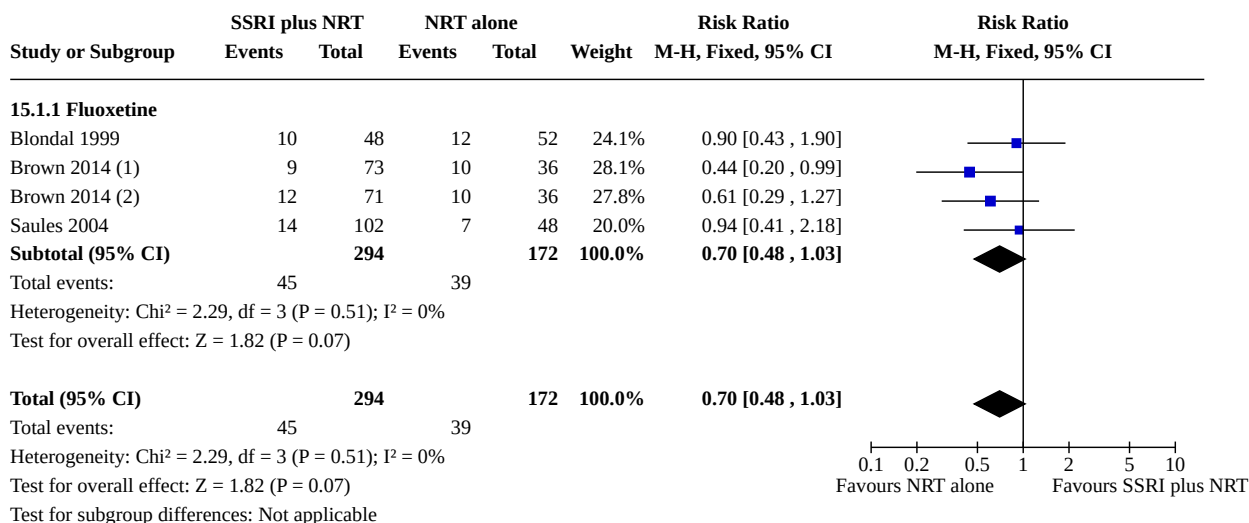 SSRI plus NRT NRT alone Risk Ratio Risk Ratio
Study or Subgroup Events Total Events Total Weight M-H, Fixed, 95% CI M-H, Fixed, 95% CI
15.1.1 Fluoxetine
Blondal 1999 10 48 12 52 24.1% 0.90 [0.43 , 1.90]
Brown 2014 (1) 9 73 10 36 28.1% 0.44 [0.20 , 0.99]
Brown 2014 (2) 12 71 10 36 27.8% 0.61 [0.29 , 1.27]
Saules 2004 14 102 7 48 20.0% 0.94 [0.41 , 2.18]
Subtotal (95% CI) 294 172 100.0% 0.70 [0.48 , 1.03]
Total events: 45 39
Heterogeneity: Chi² = 2.29, df = 3 (P = 0.51); I² = 0%
Test for overall effect: Z = 1.82 (P = 0.07)
Total (95% CI) 294 172 100.0% 0.70 [0.48 , 1.03]
Total events: 45 39
Heterogeneity: Chi² = 2.29, df = 3 (P = 0.51); I² = 0%
0.1 0.2 0.5 1 2 5 10
Test for overall effect: Z = 1.82 (P = 0.07)
Favours NRT alone Favours SSRI plus NRT
Test for subgroup differences: Not applicable